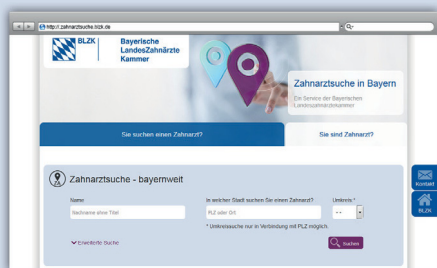 http://.zahnarztsuche.blzk.de
Q-
BLZK
Bayerische
LandesZahnärzte
Kammer
Zahnarztsuche in Bayern
Ein Service der Bayerischen
Landeszahnärztekammer
Sie suchen einen Zahnarzt?
Sie sind Zahnarzt?
Kontakt
BLZK
ZA
Zahnarztsuche - bayernweit
Name
In welcher Stadt suchen Sie einen Zahnarzt?
Umkreis *
Nachname ohne Titel
PLZ oder Ort
--
* Umkreissuche nur in Verbindung mit PLZ möglich.
Erweiterte Suche
Suchen